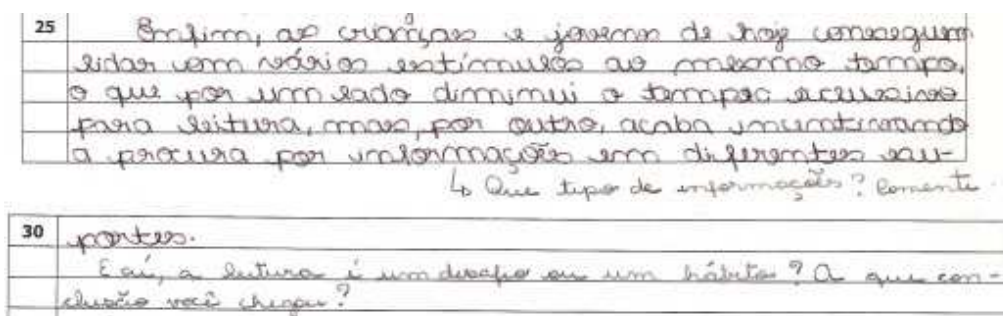 25 Enfim, as crianças e jovens de hoje conseguem
lidar com vários estímulos ao mesmo tempo,
o que por um lado diminui o tempo exclusivo
para leitura, mas, por outro, acaba incentivando
a procura por informações em diferentes su-
↳ Que tipo de informações? Comente.
30 portes.
E aí, a leitura é um desafio ou um hábito? A que con-
clusão você chegou?